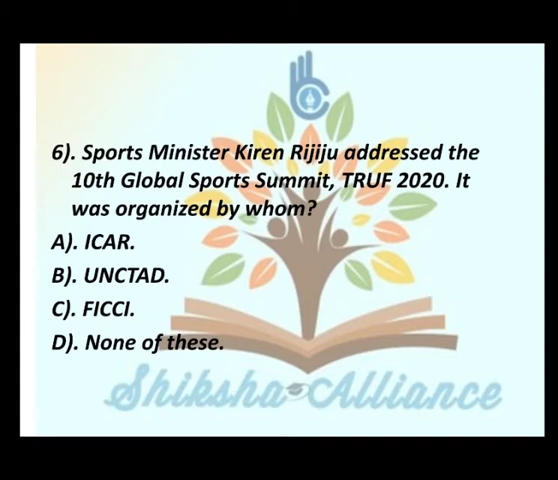 6). Sports Minister Kiren Rijiju addressed the
10th Global Sports Summit, TRUF 2020. It
was organized by whom?
A). ICAR.
B). UNCTAD.
C). FICCI.
D). None of these.
Shiksha Alliance